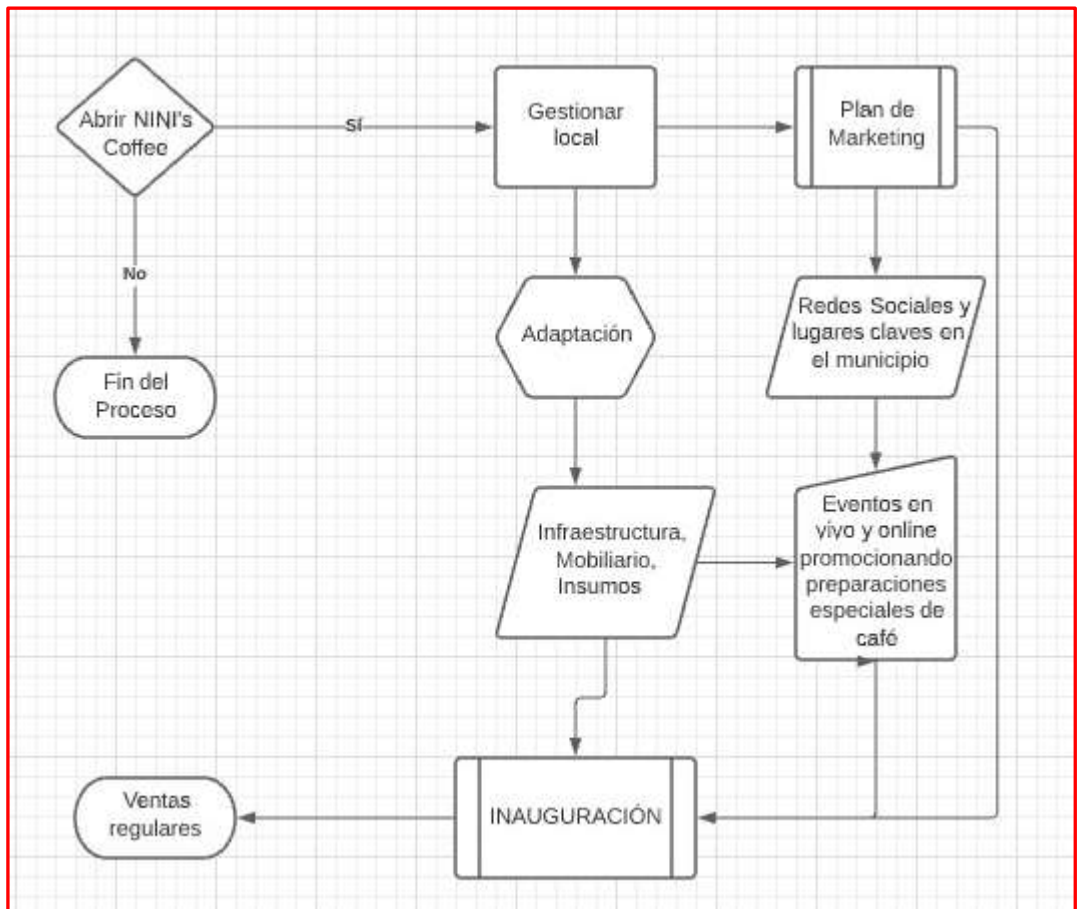 Abrir NINI's
Coffee
Sí
Gestionar
local
Plan de
Marketing
No
Adaptación
Redes Sociales y
lugares claves en
el municipio
Fin del
Proceso
Infraestructura,
Mobiliario,
Insumos
Eventos en
vivo y online
promocionando
preparaciones
especiales de
café
Ventas
regulares
INAUGURACIÓN